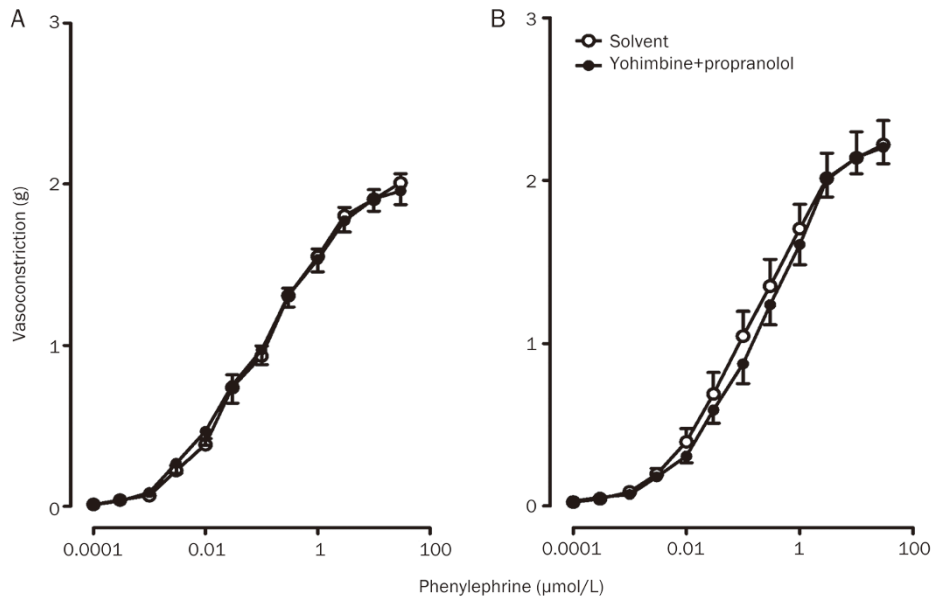 A
B
3
2
1
0
Vasoconstriction (g)
0.0001
0.01
1
100
3
2
1
0
Solvent
Yohimbine+propranolol
0.0001
0.01
1
100
Phenylephrine (μmol/L)